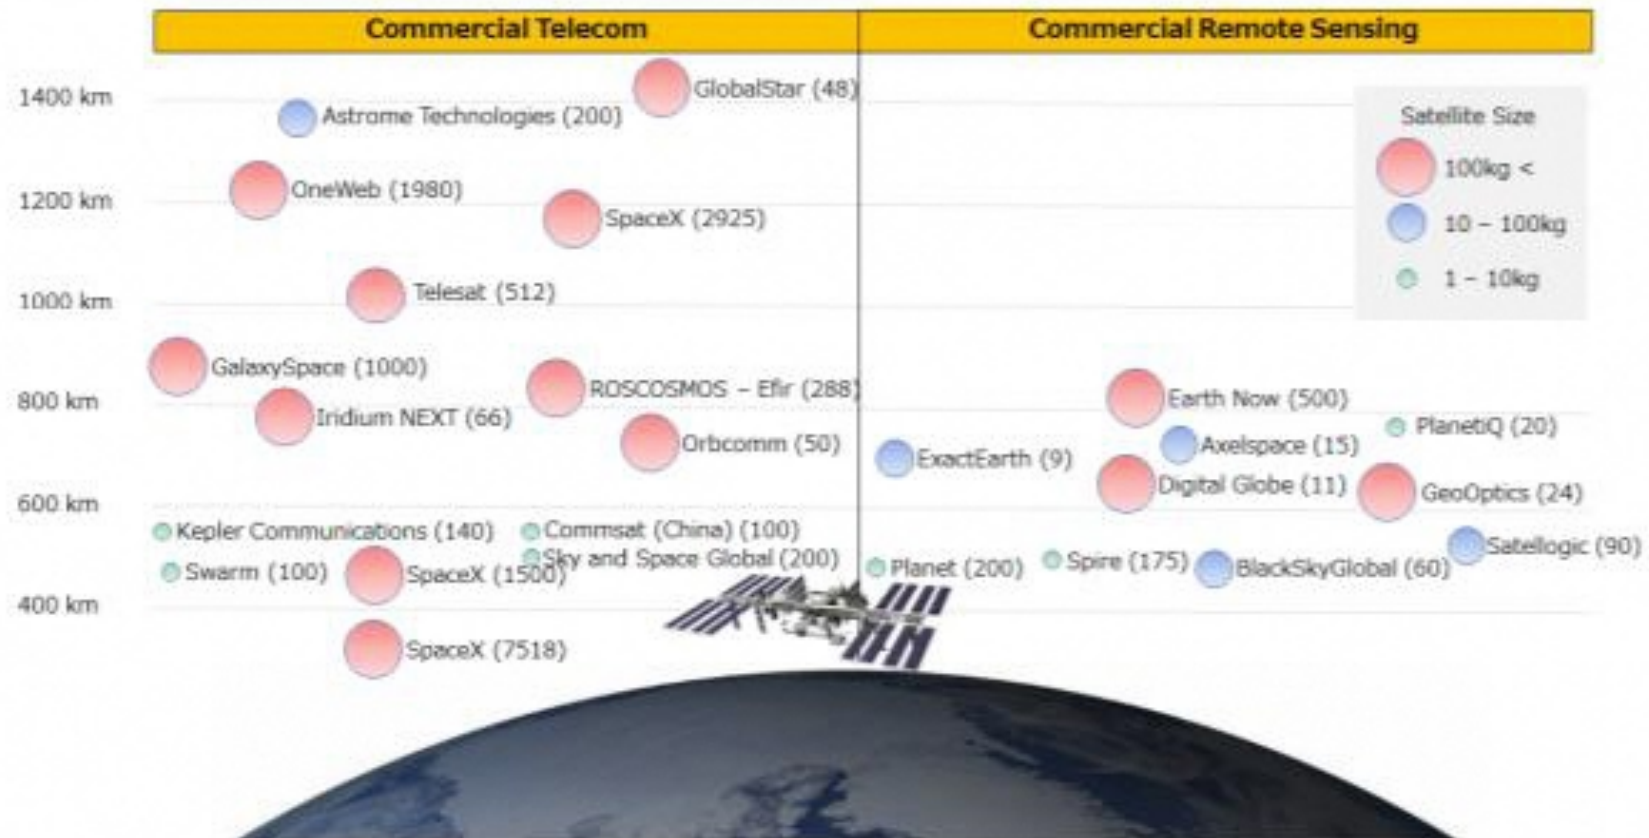 Commercial Telecom
Commercial Remote Sensing
1400 km
GlobalStar (48)
Astrome Technologies (200)
Satellite Size
100kg <
10 – 100kg
1 – 10kg
1200 km
OneWeb (1980)
SpaceX (2925)
1000 km
Telesat (512)
GalaxySpace (1000)
800 km
ROSCOSMOS – Efir (288)
Iridium NEXT (66)
Orbcomm (50)
Earth Now (500)
PlanetiQ (20)
Axelspace (15)
ExactEarth (9)
Digital Globe (11)
GeoOptics (24)
600 km
Kepler Communications (140)
Commsat (China) (100)
Sky and Space Global (200)
Swarm (100)
SpaceX (1500)
Planet (200)
Spire (175)
BlackSkyGlobal (60)
Satellogic (90)
400 km
SpaceX (7518)